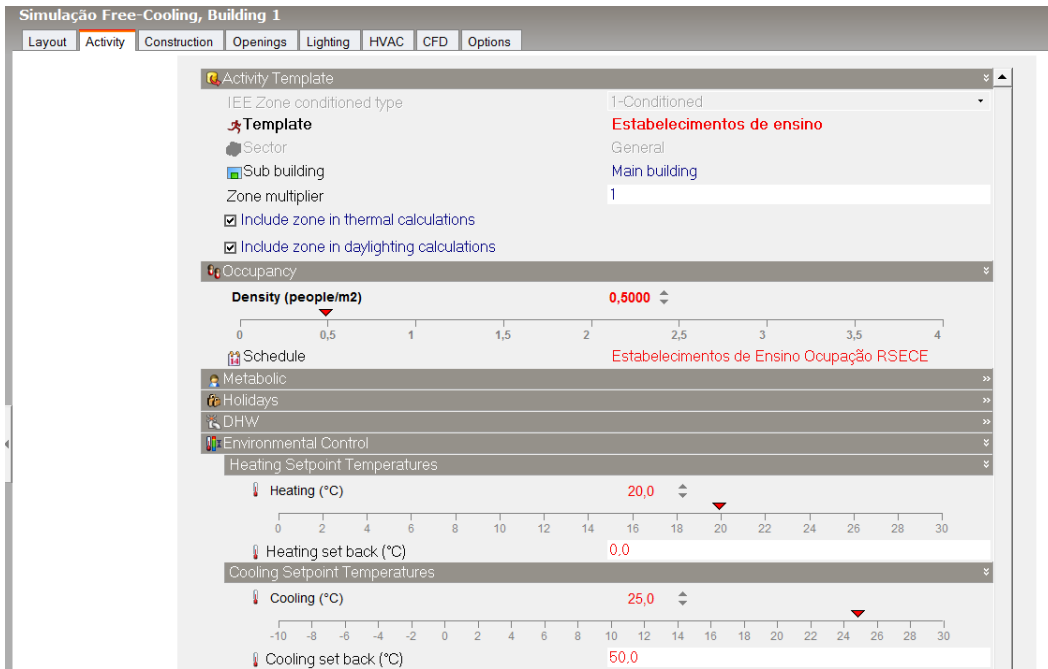 Simulação Free-Cooling, Building 1
Layout Activity Construction Openings Lighting HVAC CFD Options
Activity Template
IEE Zone conditioned type 1-Conditioned
Template Estabelecimentos de ensino
Sector General
Sub building Main building
Zone multiplier 1
Include zone in thermal calculations
Include zone in daylighting calculations
Occupancy
Density (people/m2) 0,5000
0 0,5 1 1,5 2 2,5 3 3,5 4
Schedule Estabelecimentos de Ensino Ocupação RSECE
Metabolic
Holidays
DHW
Environmental Control
Heating Setpoint Temperatures
Heating (°C) 20,0
0 2 4 6 8 10 12 14 16 18 20 22 24 26 28 30
Heating set back (°C) 0,0
Cooling Setpoint Temperatures
Cooling (°C) 25,0
-10 -8 -6 -4 -2 0 2 4 6 8 10 12 14 16 18 20 22 24 26 28 30
Cooling set back (°C) 50,0